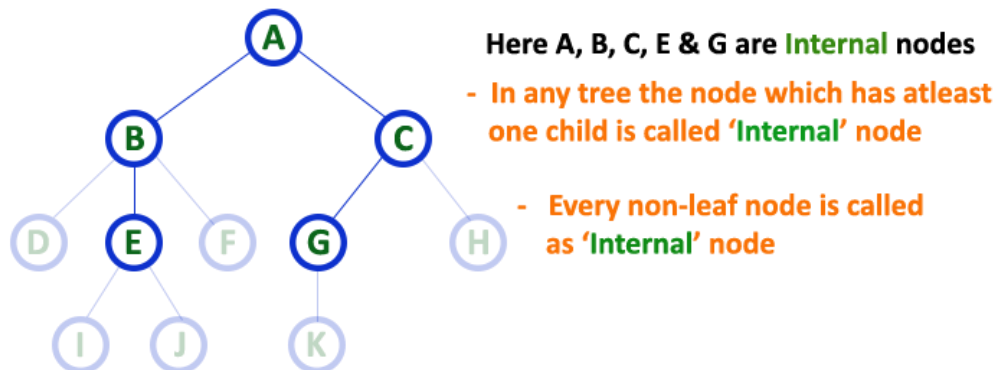 A
Here A, B, C, E & G are Internal nodes
- In any tree the node which has atleast
one child is called ‘Internal’ node
B
C
- Every non-leaf node is called
as ‘Internal’ node
D
E
F
G
H
I
J
K